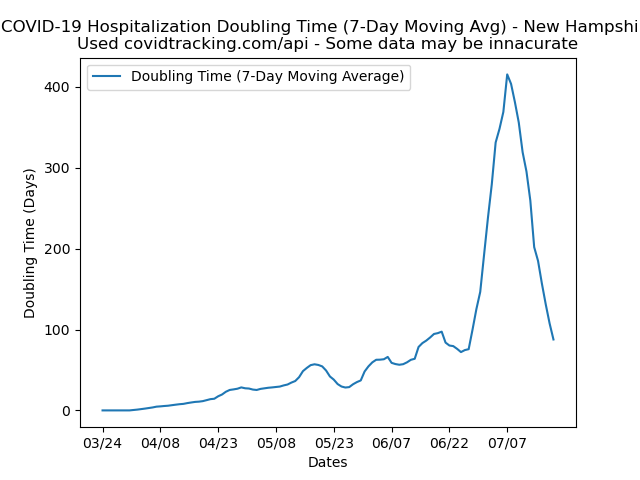 COVID-19 Hospitalization Doubling Time (7-Day Moving Avg) - New Hampshi
Used covidtracking.com/api - Some data may be innacurate
Doubling Time (7-Day Moving Average)
400
300
200
100
0
Doubling Time (Days)
03/24 04/08 04/23 05/08 05/23 06/07 06/22 07/07
Dates